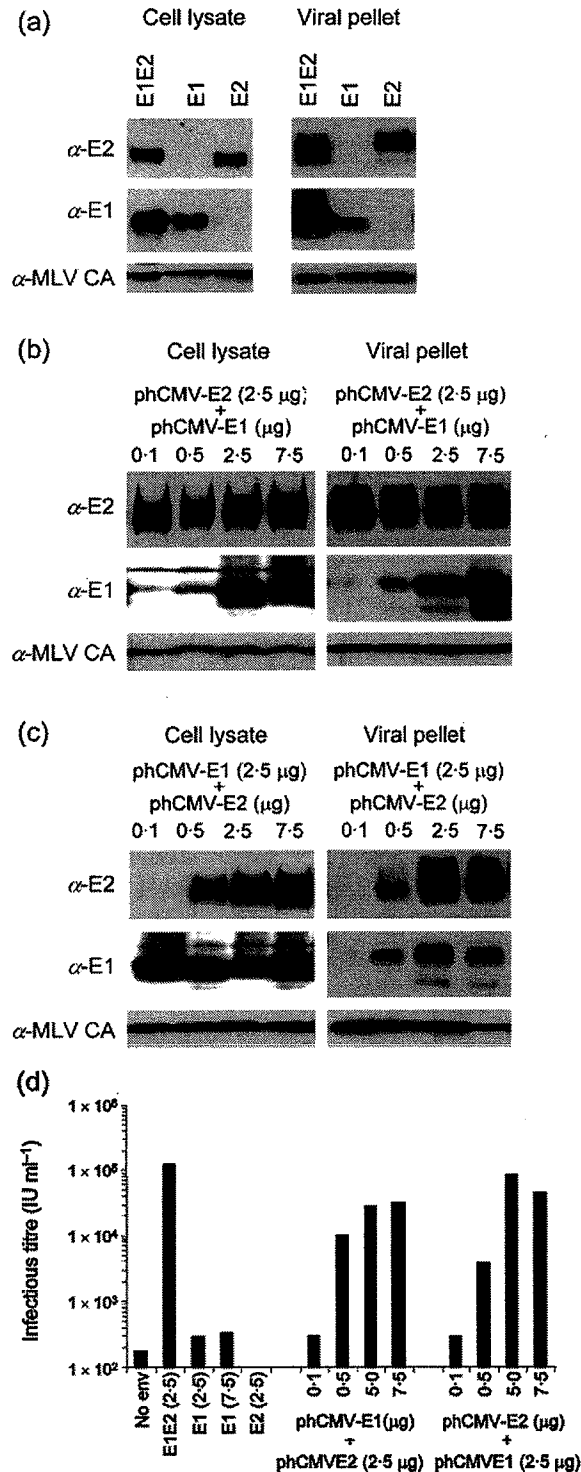 (a)
Cell lysate Viral pellet
E1E2 E1 E2 E1E2 E1 E2
α-E2
α-E1
α-MLV CA
(b)
Cell lysate Viral pellet
phCMV-E2 (2·5 μg) phCMV-E2 (2·5 μg)
+ +
phCMV-E1 (μg) phCMV-E1 (μg)
0·1 0·5 2·5 7·5 0·1 0·5 2·5 7·5
α-E2
α-E1
α-MLV CA
(c)
Cell lysate Viral pellet
phCMV-E1 (2·5 μg) phCMV-E1 (2·5 μg)
+ +
phCMV-E2 (μg) phCMV-E2 (μg)
0·1 0·5 2·5 7·5 0·1 0·5 2·5 7·5
α-E2
α-E1
α-MLV CA
(d)
Infectious titre (IU ml⁻¹)
1 × 10⁶
1 × 10⁵
1 × 10⁴
1 × 10³
1 × 10²
No env E1E2 (2·5) E1 (2·5) E1 (7·5) E2 (2·5) 0·1 0·5 5·0 7·5 0·1 0·5 5·0 7·5
phCMV-E1(μg) phCMV-E2 (μg)
+ +
phCMVE2 (2·5 μg) phCMVE1 (2·5 μg)